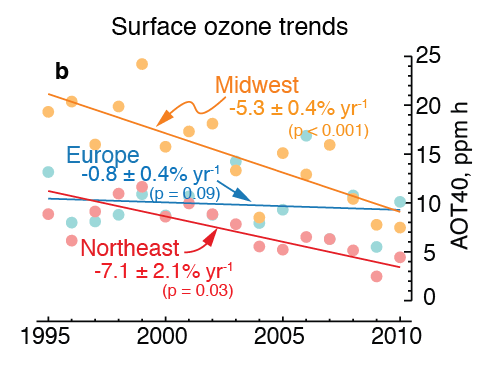 Surface ozone trends
b
Midwest
-5.3 ± 0.4% yr-1
(p < 0.001)
Europe
-0.8 ± 0.4% yr-1
(p = 0.09)
Northeast
-7.1 ± 2.1% yr-1
(p = 0.03)
25
20
15
10
5
0
AOT40, ppm h
1995 2000 2005 2010